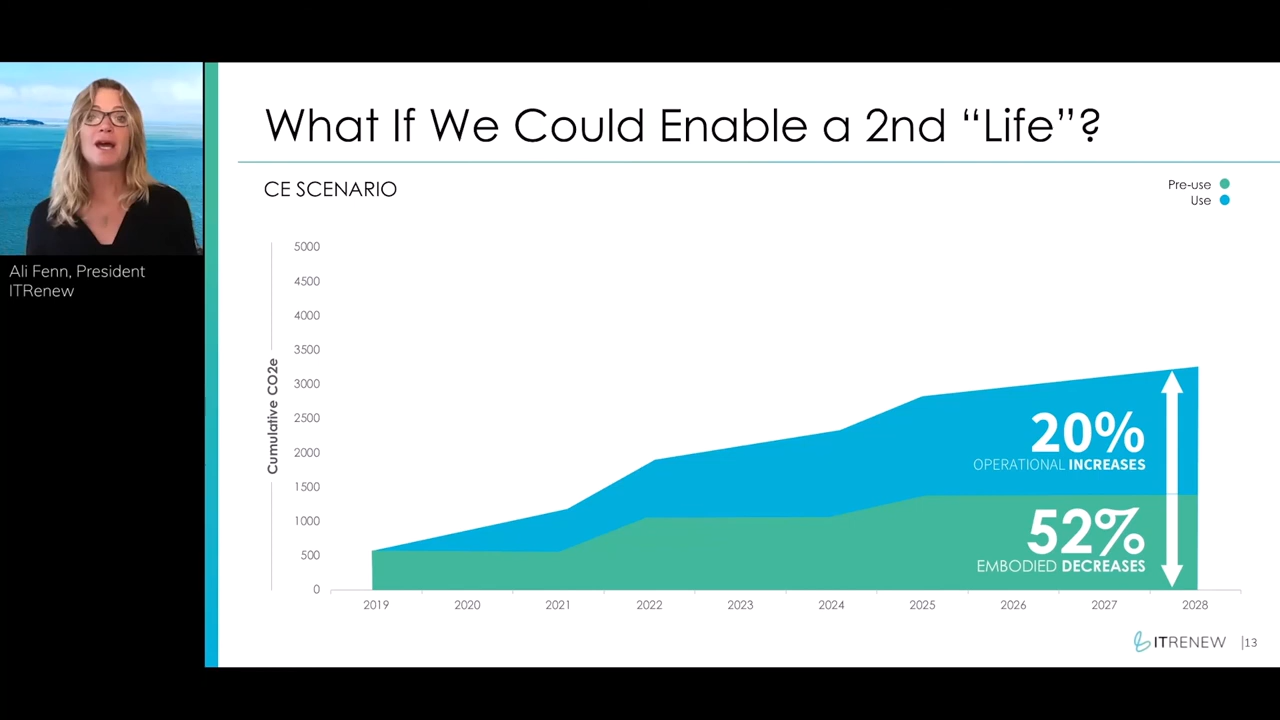 Ali Fenn, President
ITRenew
What If We Could Enable a 2nd “Life”?
CE SCENARIO
Pre-use
Use
Cumulative CO2e
5000
4500
4000
3500
3000
2500
2000
1500
1000
500
0
20%
OPERATIONAL INCREASES
52%
EMBODIED DECREASES
2019 2020 2021 2022 2023 2024 2025 2026 2027 2028
ITRENEW |13